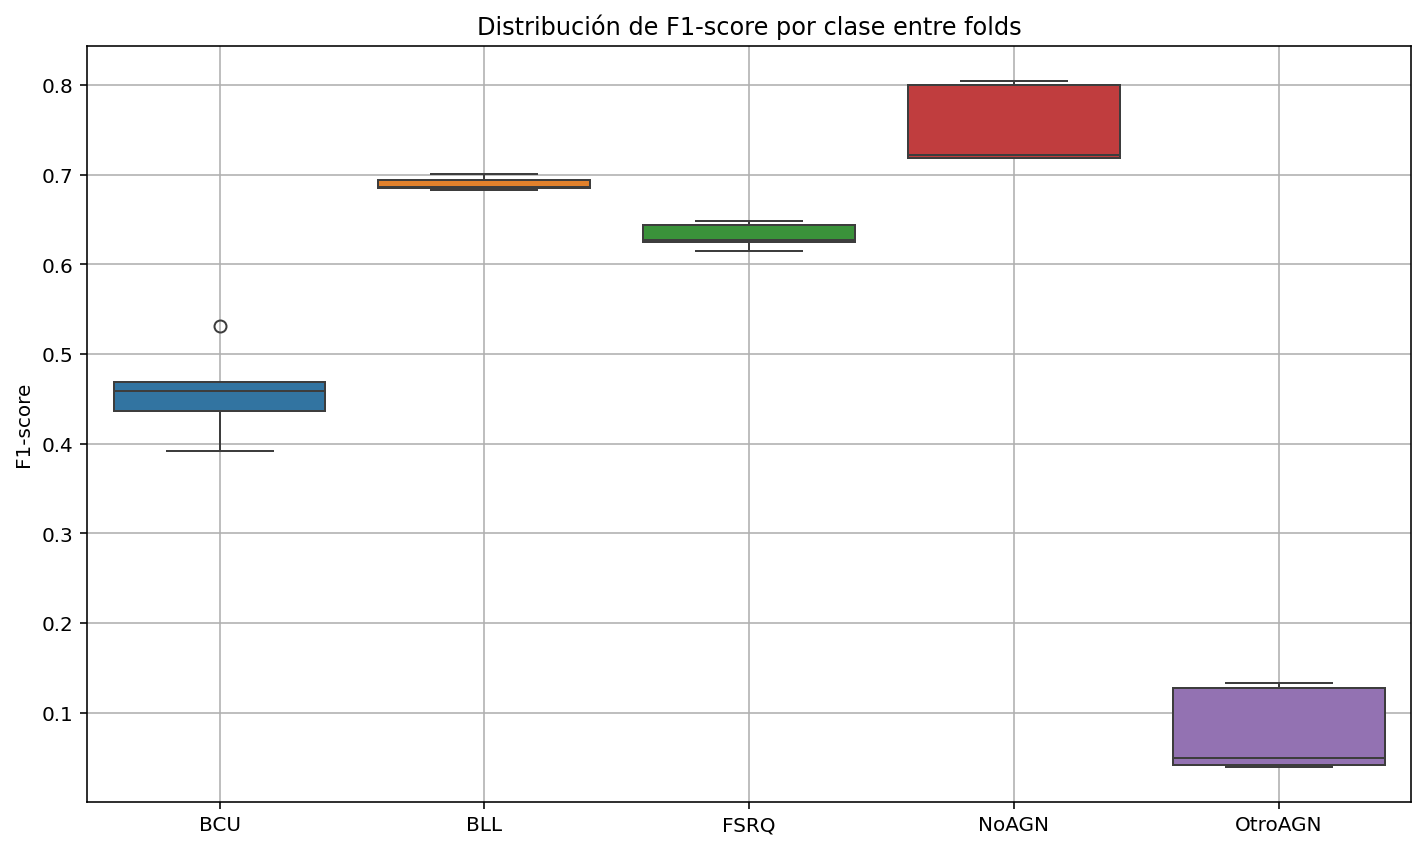 Distribución de F1-score por clase entre folds
F1-score
0.8
0.7
0.6
0.5
0.4
0.3
0.2
0.1
BCU
BLL
FSRQ
NoAGN
OtroAGN